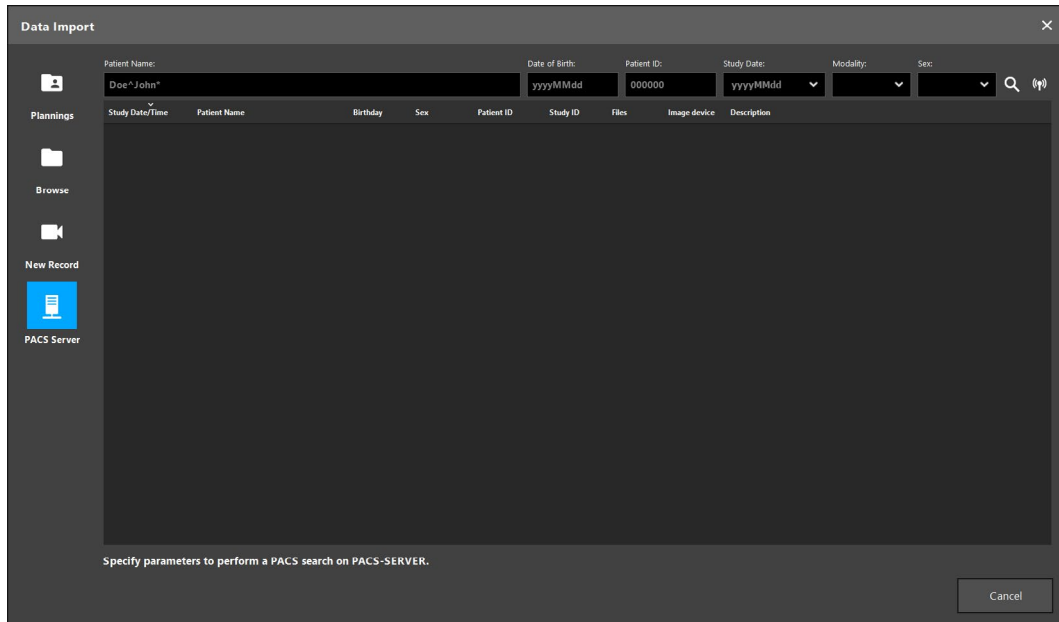 Data Import
Patient Name: Date of Birth: Patient ID: Study Date: Modality: Sex:
Doe^John* yyyyMMdd 000000 yyyyMMdd
Study Date/Time Patient Name Birthday Sex Patient ID Study ID Files Image device Description
Plannings
Browse
New Record
PACS Server
Specify parameters to perform a PACS search on PACS-SERVER.
Cancel